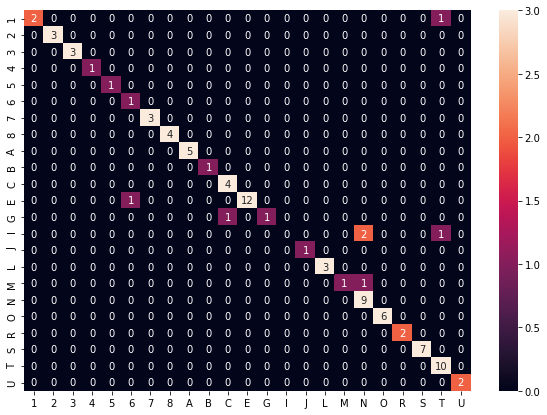 1 2 0 0 0 0 0 0 0 0 0 0 0 0 0 0 0 0 0 0 0 0 1 0
2 0 3 0 0 0 0 0 0 0 0 0 0 0 0 0 0 0 0 0 0 0 0 0
3 0 0 3 0 0 0 0 0 0 0 0 0 0 0 0 0 0 0 0 0 0 0 0
4 0 0 0 1 0 0 0 0 0 0 0 0 0 0 0 0 0 0 0 0 0 0 0
5 0 0 0 0 1 0 0 0 0 0 0 0 0 0 0 0 0 0 0 0 0 0 0
6 0 0 0 0 0 1 0 0 0 0 0 0 0 0 0 0 0 0 0 0 0 0 0
7 0 0 0 0 0 0 3 0 0 0 0 0 0 0 0 0 0 0 0 0 0 0 0
8 0 0 0 0 0 0 0 4 0 0 0 0 0 0 0 0 0 0 0 0 0 0 0
A 0 0 0 0 0 0 0 0 5 0 0 0 0 0 0 0 0 0 0 0 0 0 0
B 0 0 0 0 0 0 0 0 0 1 0 0 0 0 0 0 0 0 0 0 0 0 0
C 0 0 0 0 0 0 0 0 0 0 4 0 0 0 0 0 0 0 0 0 0 0 0
E 0 0 0 0 0 1 0 0 0 0 0 12 0 0 0 0 0 0 0 0 0 0 0
G 0 0 0 0 0 0 0 0 0 0 1 0 1 0 0 0 0 0 0 0 0 0 0
I 0 0 0 0 0 0 0 0 0 0 0 0 0 0 0 0 0 2 0 0 0 1 0
J 0 0 0 0 0 0 0 0 0 0 0 0 0 0 1 0 0 0 0 0 0 0 0
L 0 0 0 0 0 0 0 0 0 0 0 0 0 0 0 3 0 0 0 0 0 0 0
M 0 0 0 0 0 0 0 0 0 0 0 0 0 0 0 0 1 1 0 0 0 0 0
N 0 0 0 0 0 0 0 0 0 0 0 0 0 0 0 0 0 9 0 0 0 0 0
O 0 0 0 0 0 0 0 0 0 0 0 0 0 0 0 0 0 0 6 0 0 0 0
R 0 0 0 0 0 0 0 0 0 0 0 0 0 0 0 0 0 0 0 2 0 0 0
S 0 0 0 0 0 0 0 0 0 0 0 0 0 0 0 0 0 0 0 0 7 0 0
T 0 0 0 0 0 0 0 0 0 0 0 0 0 0 0 0 0 0 0 0 0 10 0
U 0 0 0 0 0 0 0 0 0 0 0 0 0 0 0 0 0 0 0 0 0 0 2
1 2 3 4 5 6 7 8 A B C E G I J L M N O R S T U
3.0
2.5
2.0
1.5
1.0
0.5
0.0